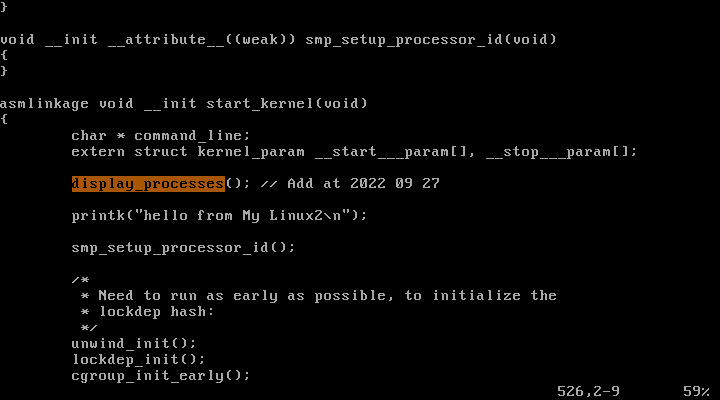 }

void __init __attribute__((weak)) smp_setup_processor_id(void)
{
}

asmlinkage void __init start_kernel(void)
{
        char * command_line;
        extern struct kernel_param __start___param[], __stop___param[];

        display_processes(); // Add at 2022 09 27

        printk("hello from My Linux2\n");

        smp_setup_processor_id();

        /*
         * Need to run as early as possible, to initialize the
         * lockdep hash:
         */
        unwind_init();
        lockdep_init();
        cgroup_init_early();
526,2-9 59%